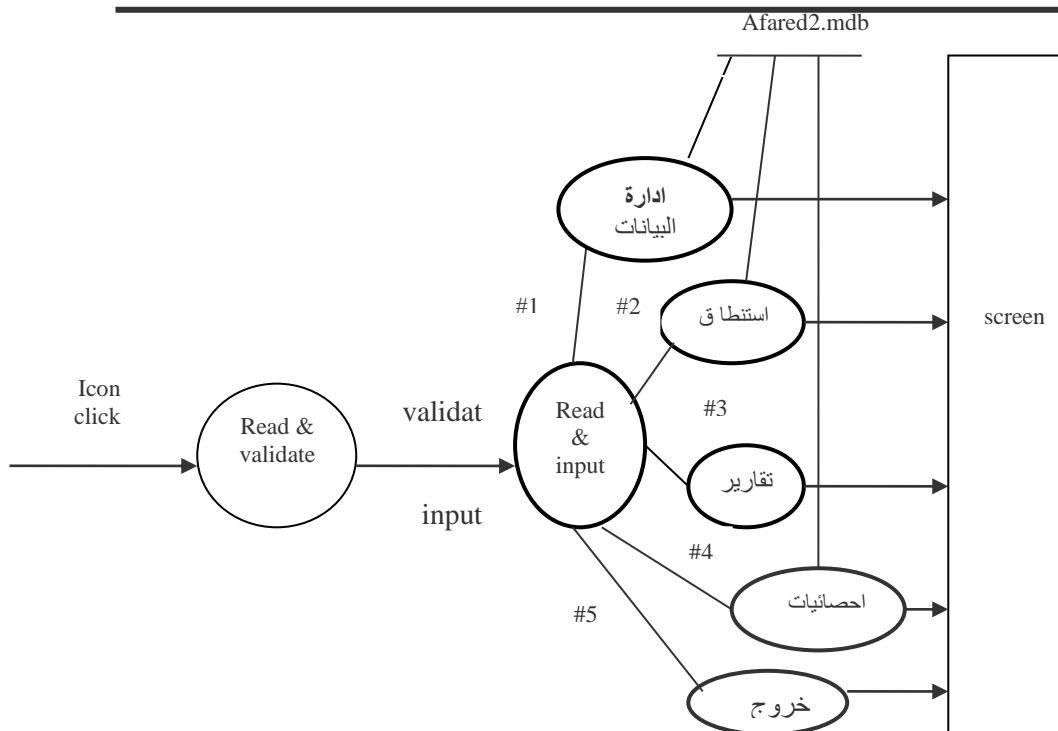 Afared2.mdb
ادارة
البيانات
#1
#2
استنطا ق
screen
Icon
click
Read &
validate
validat
input
Read
&
input
#3
تقارير
#4
احصائيات
#5
خروج